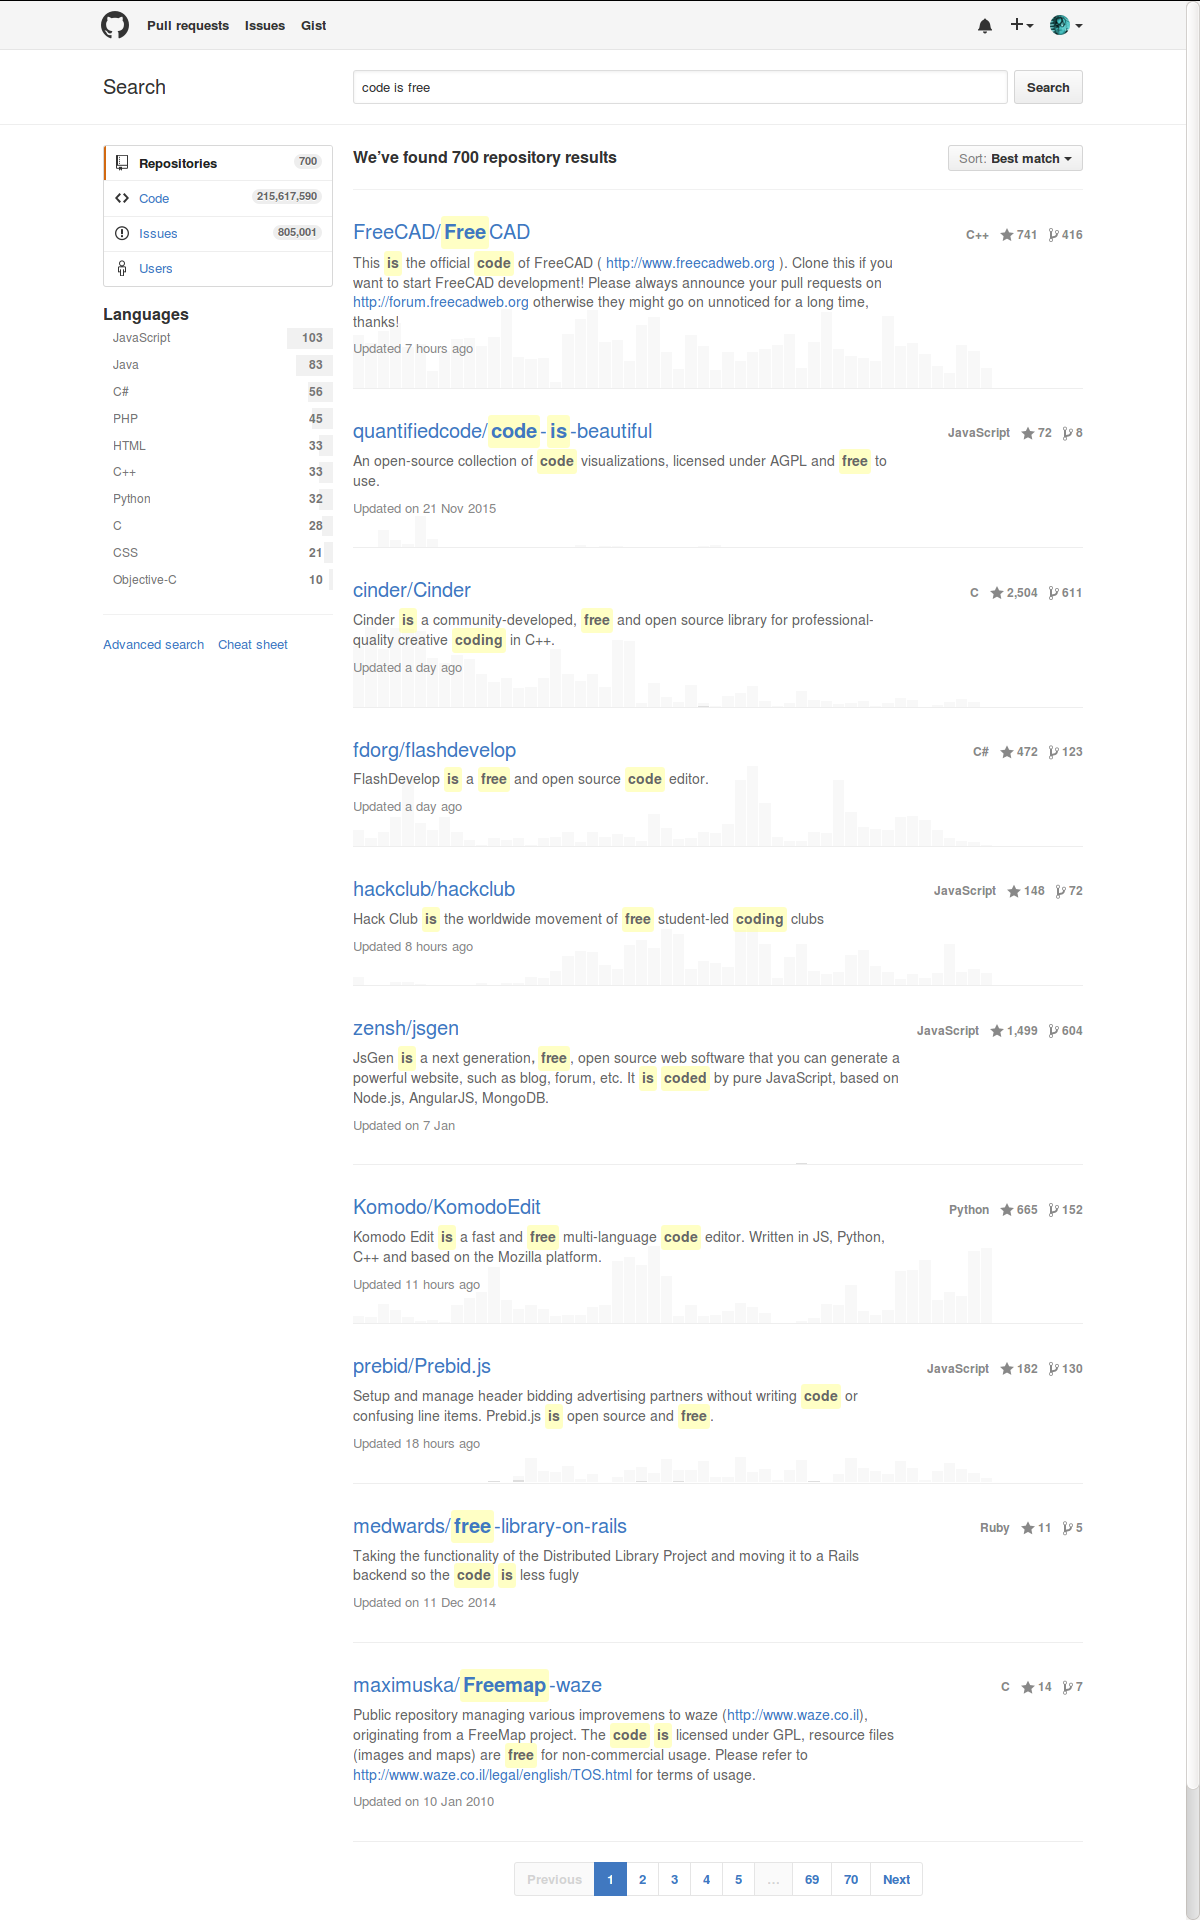 Pull requests Issues Gist
Search
code is free
Search
Repositories 700
Code 215,617,590
Issues 805,001
Users
Languages
JavaScript 103
Java 83
C# 56
PHP 45
HTML 33
C++ 33
Python 32
C 28
CSS 21
Objective-C 10
Advanced search Cheat sheet
We’ve found 700 repository results
Sort: Best match
FreeCAD/FreeCAD
C++ 741 416
This is the official code of FreeCAD ( http://www.freecadweb.org ). Clone this if you
want to start FreeCAD development! Please always announce your pull requests on
http://forum.freecadweb.org otherwise they might go on unnoticed for a long time,
thanks!
Updated 7 hours ago
quantifiedcode/code-is-beautiful
JavaScript 72 8
An open-source collection of code visualizations, licensed under AGPL and free to
use.
Updated on 21 Nov 2015
cinder/Cinder
C 2,504 611
Cinder is a community-developed, free and open source library for professional-
quality creative coding in C++.
Updated a day ago
fdorg/flashdevelop
C# 472 123
FlashDevelop is a free and open source code editor.
Updated a day ago
hackclub/hackclub
JavaScript 148 72
Hack Club is the worldwide movement of free student-led coding clubs
Updated 8 hours ago
zensh/jsgen
JavaScript 1,499 604
JsGen is a next generation, free, open source web software that you can generate a
powerful website, such as blog, forum, etc. It is coded by pure JavaScript, based on
Node.js, AngularJS, MongoDB.
Updated on 7 Jan
Komodo/KomodoEdit
Python 665 152
Komodo Edit is a fast and free multi-language code editor. Written in JS, Python,
C++ and based on the Mozilla platform.
Updated 11 hours ago
prebid/Prebid.js
JavaScript 182 130
Setup and manage header bidding advertising partners without writing code or
confusing line items. Prebid.js is open source and free.
Updated 18 hours ago
medwards/free-library-on-rails
Ruby 11 5
Taking the functionality of the Distributed Library Project and moving it to a Rails
backend so the code is less fugly
Updated on 11 Dec 2014
maximuska/Freemap-waze
C 14 7
Public repository managing various improvemens to waze (http://www.waze.co.il),
originating from a FreeMap project. The code is licensed under GPL, resource files
(images and maps) are free for non-commercial usage. Please refer to
http://www.waze.co.il/legal/english/TOS.html for terms of usage.
Updated on 10 Jan 2010
Previous 1 2 3 4 5 … 69 70 Next